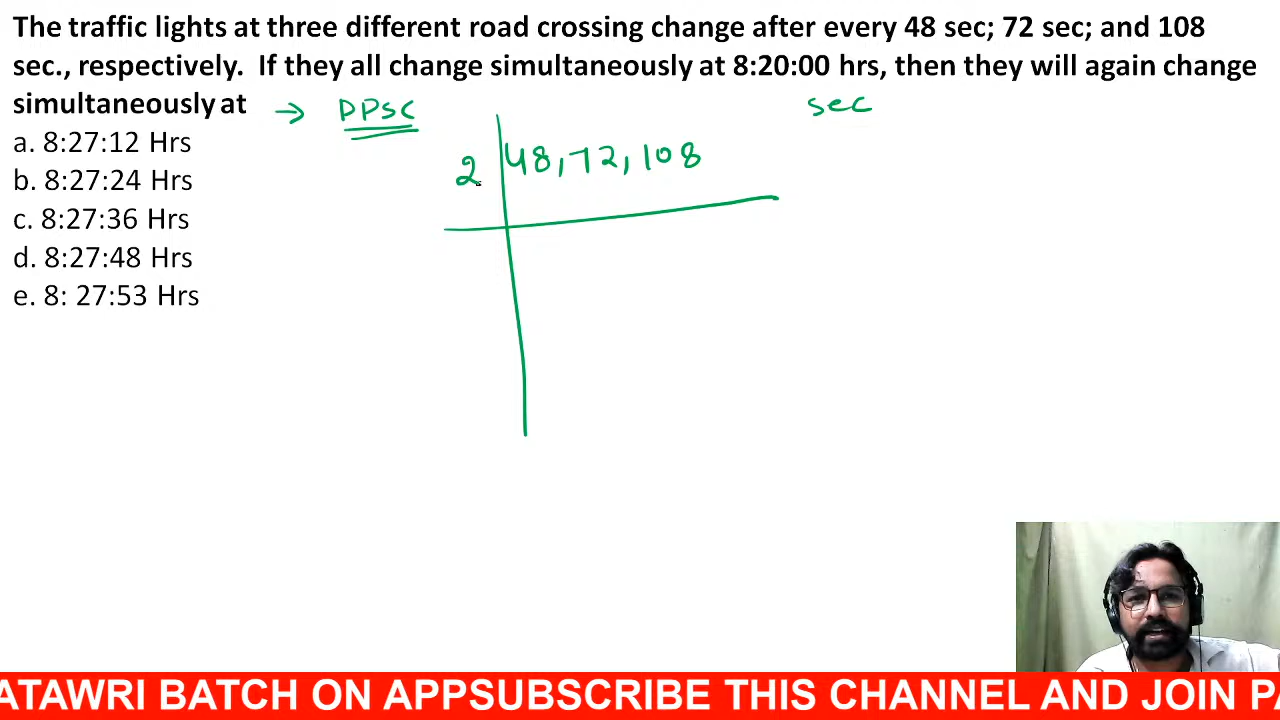 The traffic lights at three different road crossing change after every 48 sec; 72 sec; and 108
sec., respectively. If they all change simultaneously at 8:20:00 hrs, then they will again change
simultaneously at → DPSC sec
a. 8:27:12 Hrs
2 48, 72, 108
b. 8:27:24 Hrs
c. 8:27:36 Hrs
d. 8:27:48 Hrs
e. 8: 27:53 Hrs
ATAWRI BATCH ON APPSUBSCRIBE THIS CHANNEL AND JOIN PA